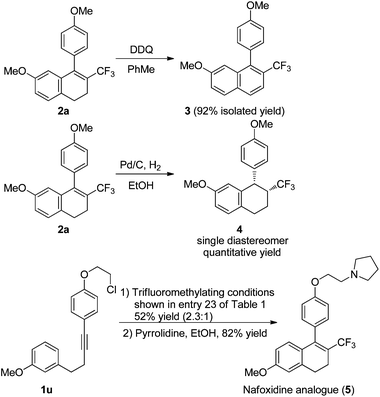 OMe
DDQ
PhMe
MeO
CF3
2a
OMe
MeO
CF3
3 (92% isolated yield)
OMe
Pd/C, H2
EtOH
MeO
CF3
2a
OMe
MeO
CF3
4
single diastereomer
quantitative yield
O
Cl
MeO
1u
1) Trifluoromethylating conditions
shown in entry 23 of Table 1
52% yield (2.3:1)
2) Pyrrolidine, EtOH, 82% yield
N
O
CF3
MeO
Nafoxidine analogue (5)